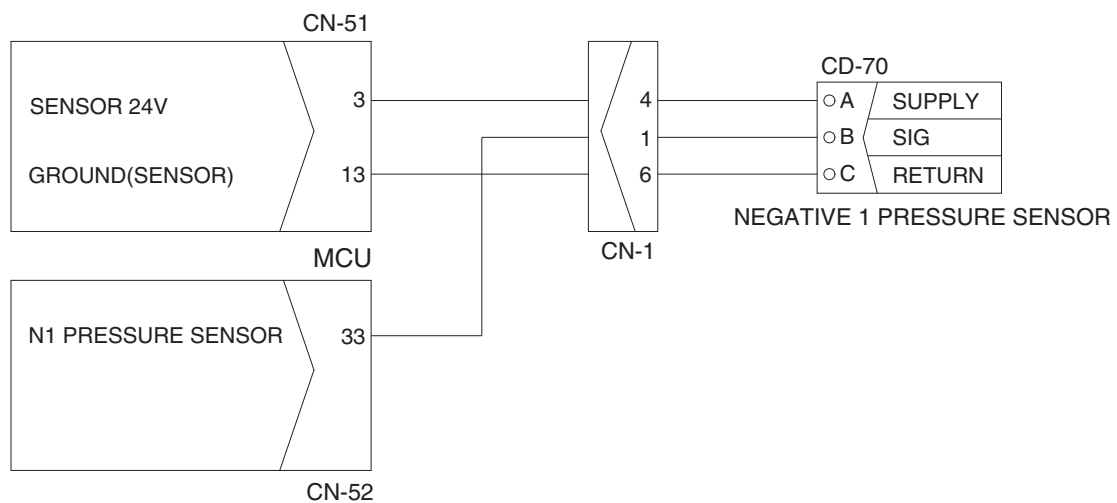 CN-51
SENSOR 24V 3
GROUND(SENSOR) 13
MCU
N1 PRESSURE SENSOR 33
CN-52
4
1
6
CN-1
CD-70
A SUPPLY
B SIG
C RETURN
NEGATIVE 1 PRESSURE SENSOR